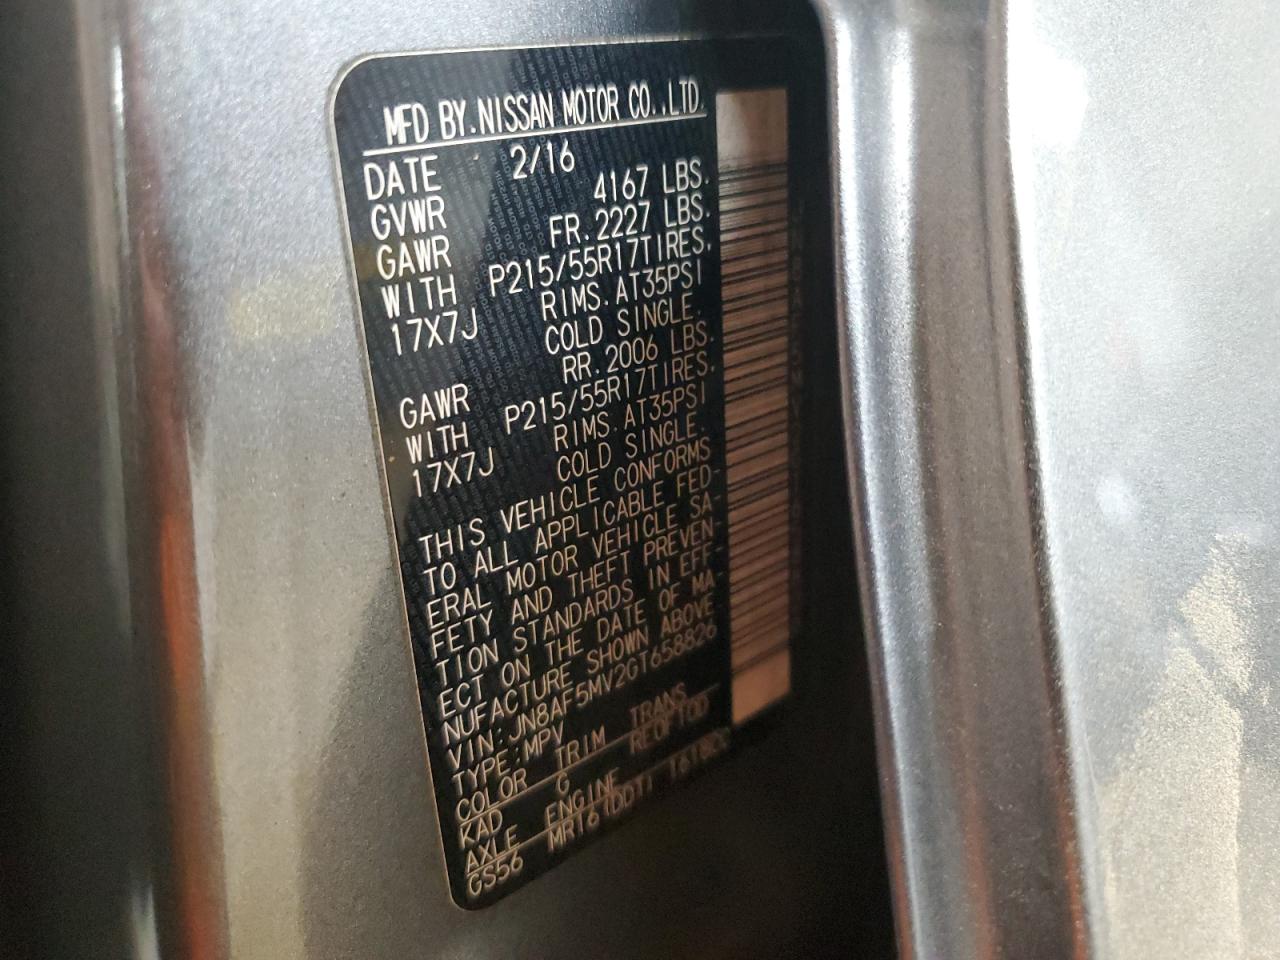 MFD BY.NISSAN MOTOR CO.,LTD.
DATE 2/16
GVWR 4167 LBS.
GAWR FR.2227 LBS.
WITH P215/55R17TIRES.
17X7J RIMS.AT35PSI
COLD SINGLE.
GAWR RR.2006 LBS.
WITH P215/55R17TIRES.
17X7J RIMS.AT35PSI
COLD SINGLE.
THIS VEHICLE CONFORMS
TO ALL APPLICABLE FED-
ERAL MOTOR VEHICLE SA-
FETY AND THEFT PREVEN-
TION STANDARDS IN EFF-
ECT ON THE DATE OF MA-
NUFACTURE SHOWN ABOVE
VIN:JN8AF5MV2GT658826
TYPE:MPV
COLOR TRIM TRANS
KAD G
AXLE ENGINE
GS56